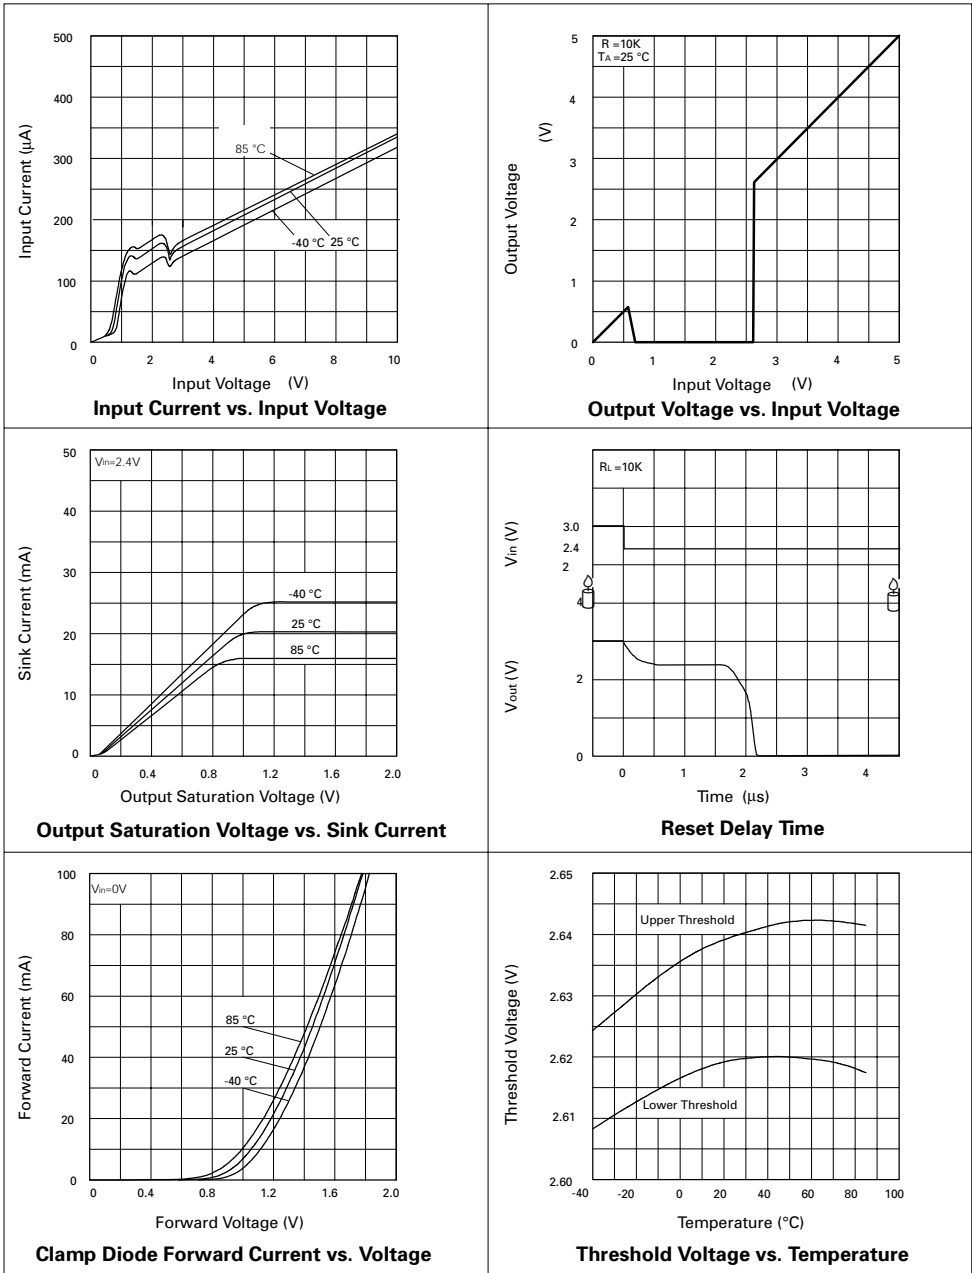 500
400
300
200
100
0
0 2 4 6 8 10
Input Current (µA)
85 °C
-40 °C 25 °C
Input Voltage (V)
Input Current vs. Input Voltage
R =10K
TA =25 °C
5
4
3
2
1
0
0 1 2 3 4 5
Output Voltage (V)
Input Voltage (V)
Output Voltage vs. Input Voltage
Vin=2.4V
50
40
30
20
10
0
0 0.4 0.8 1.2 1.6 2.0
Sink Current (mA)
-40 °C
25 °C
85 °C
Output Saturation Voltage (V)
Output Saturation Voltage vs. Sink Current
RL =10K
Vin (V)
3.0
2.4
2
4
Vout (V)
2
0
0 1 2 3 4
Time (µs)
Reset Delay Time
Vin=0V
100
80
60
40
20
0
0 0.4 0.8 1.2 1.6 2.0
Forward Current (mA)
85 °C
25 °C
-40 °C
Forward Voltage (V)
Clamp Diode Forward Current vs. Voltage
2.65
2.64
2.63
2.62
2.61
2.60
-40 -20 0 20 40 60 80 100
Threshold Voltage (V)
Upper Threshold
Lower Threshold
Temperature (°C)
Threshold Voltage vs. Temperature